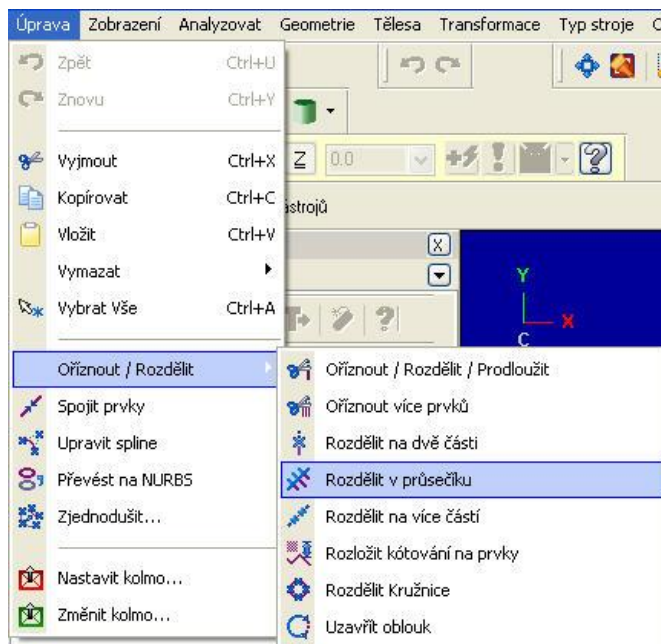 Úprava Zobrazení Analyzovat Geometrie Tělesa Transformace Typ stroje
Zpět Ctrl+U
Znovu Ctrl+Y
Vyjmout Ctrl+X
Z 0.0
Kopírovat Ctrl+C
ástrojů
Vložit Ctrl+V
Vymazat
Vybrat Vše Ctrl+A
Y
X
C
Oříznout / Rozdělit
Spojit prvky
Upravit spline
Převést na NURBS
Zjednodušit...
Nastavit kolmo...
Změnit kolmo...
Oříznout / Rozdělit / Prodloužit
Oříznout více prvků
Rozdělit na dvě části
Rozdělit v průsečíku
Rozdělit na více částí
Rozložit kótování na prvky
Rozdělit Kružnice
Uzavřít oblouk